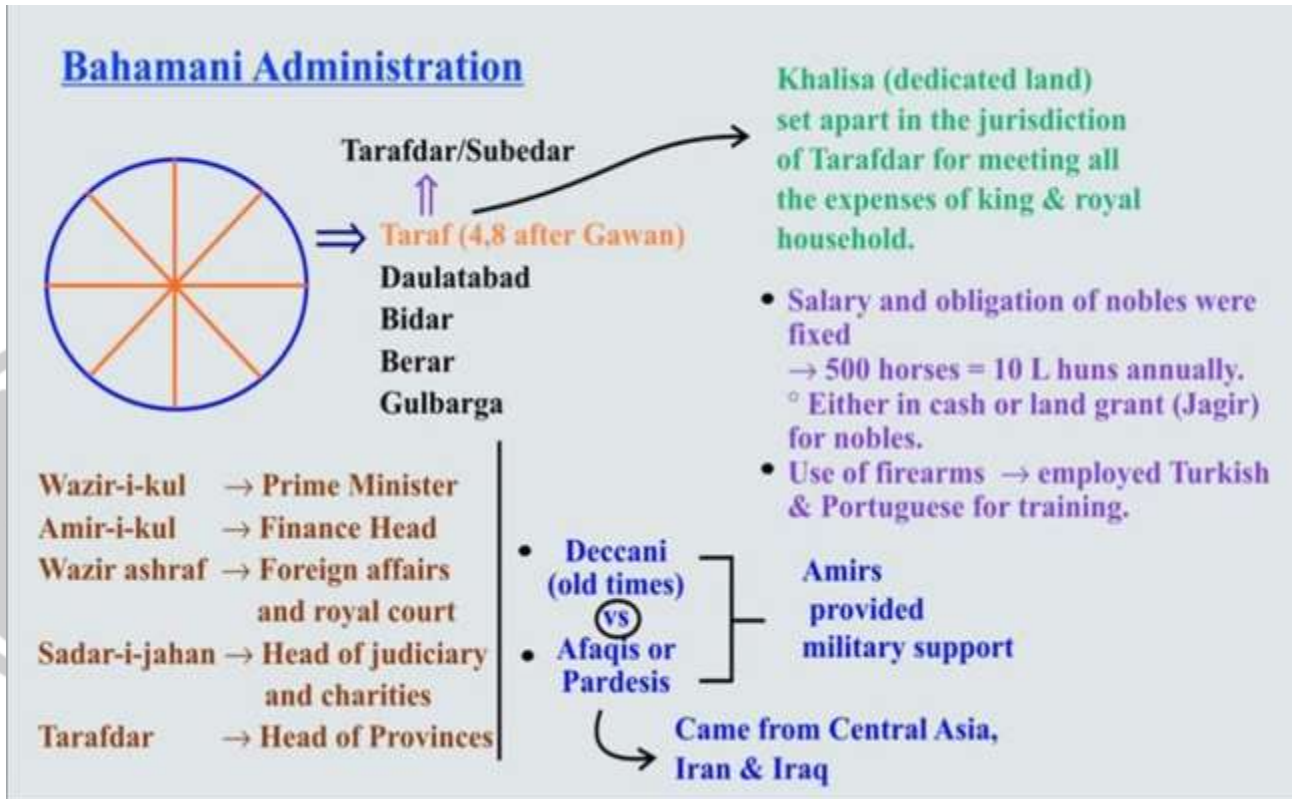 Bahamani Administration
Tarafdar/Subedar
⇑
⇒ Taraf (4,8 after Gawan)
Daulatabad
Bidar
Berar
Gulbarga
Khalisa (dedicated land)
set apart in the jurisdiction
of Tarafdar for meeting all
the expenses of king & royal
household.
• Salary and obligation of nobles were
fixed
→ 500 horses = 10 L huns annually.
° Either in cash or land grant (Jagir)
for nobles.
• Use of firearms → employed Turkish
& Portuguese for training.
Wazir-i-kul → Prime Minister
Amir-i-kul → Finance Head
Wazir ashraf → Foreign affairs
and royal court
Sadar-i-jahan → Head of judiciary
and charities
Tarafdar → Head of Provinces
• Deccani
(old times)
vs
• Afaqis or
Pardesis
Amirs
provided
military support
Came from Central Asia,
Iran & Iraq